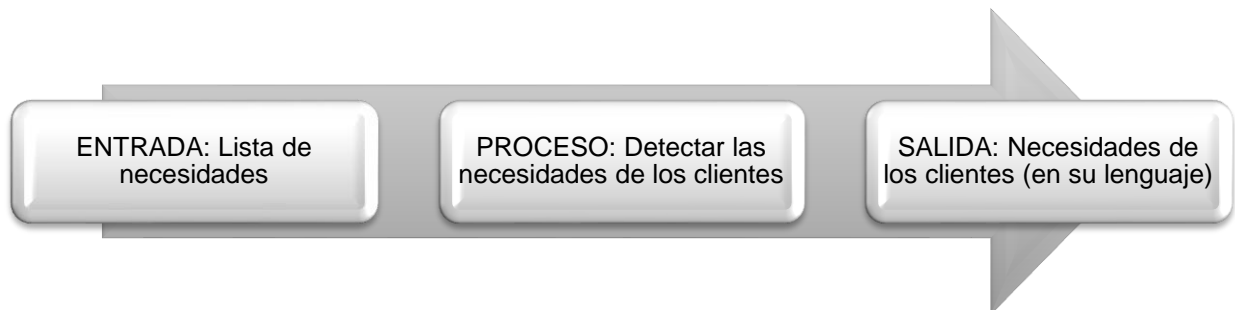 ENTRADA: Lista de
necesidades
PROCESO: Detectar las
necesidades de los clientes
SALIDA: Necesidades de
los clientes (en su lenguaje)